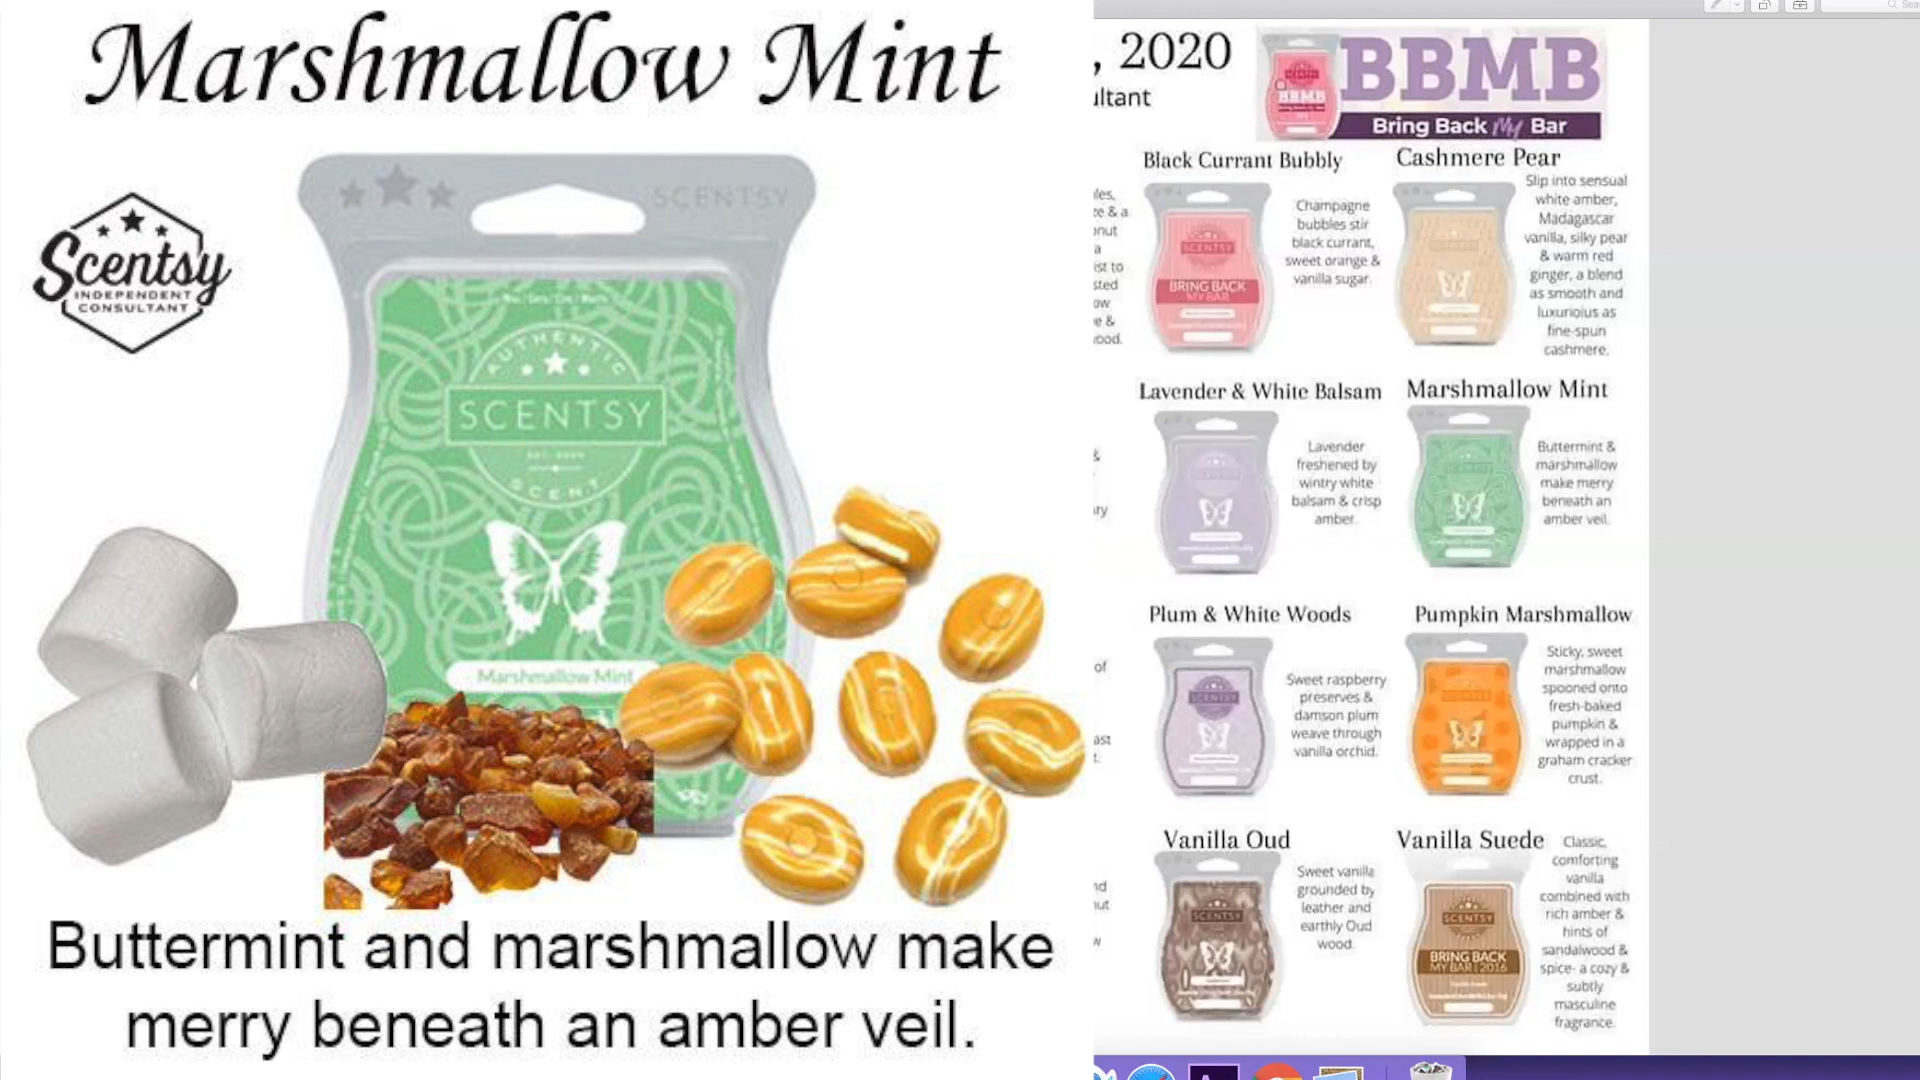 Marshmallow Mint
Scentsy
INDEPENDENT
CONSULTANT
SCENTSY
AUTHENTIC
SCENTSY
SCENT
Marshmallow Mint
Buttermint and marshmallow make
merry beneath an amber veil.
, 2020
ltant
BBMB
Bring Back My Bar
Black Currant Bubbly
Champagne
bubbles stir
black currant,
sweet orange &
vanilla sugar.
SCENTSY
BRING BACK
MY BAR
Cashmere Pear
Slip into sensual
white amber,
Madagascar
vanilla, silky pear
& warm red
ginger, a blend
as smooth and
luxurioius as
fine-spun
cashmere.
Lavender & White Balsam
Lavender
freshened by
wintry white
balsam & crisp
amber.
Marshmallow Mint
Buttermint &
marshmallow
make merry
beneath an
amber veil.
Plum & White Woods
Sweet raspberry
preserves &
damson plum
weave through
vanilla orchid.
Pumpkin Marshmallow
Sticky, sweet
marshmallow
spooned onto
fresh-baked
pumpkin &
wrapped in a
graham cracker
crust.
Vanilla Oud
Sweet vanilla
grounded by
leather and
earthly Oud
wood.
SCENTSY
Vanilla Suede
Classic,
comforting
vanilla
combined with
rich amber &
hints of
sandalwood &
spice- a cozy &
subtly
masculine
fragrance.
SCENTSY
BRING BACK
MY BAR | 2016